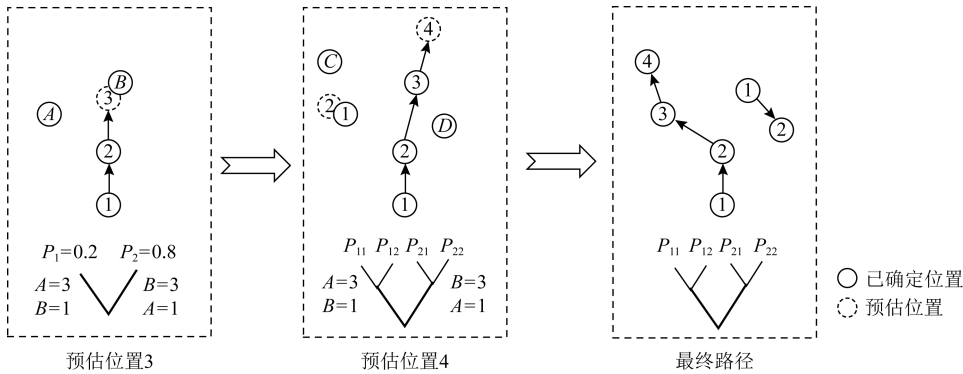 B
3
A
2
1
P₁=0.2 P₂=0.8
A=3 B=3
B=1 A=1
预估位置3
4
C
3
2 1
D
2
1
P₁₁ P₁₂ P₂₁ P₂₂
A=3 B=3
B=1 A=1
预估位置4
4
1
3
2
2
1
P₁₁ P₁₂ P₂₁ P₂₂
最终路径
已确定位置
预估位置